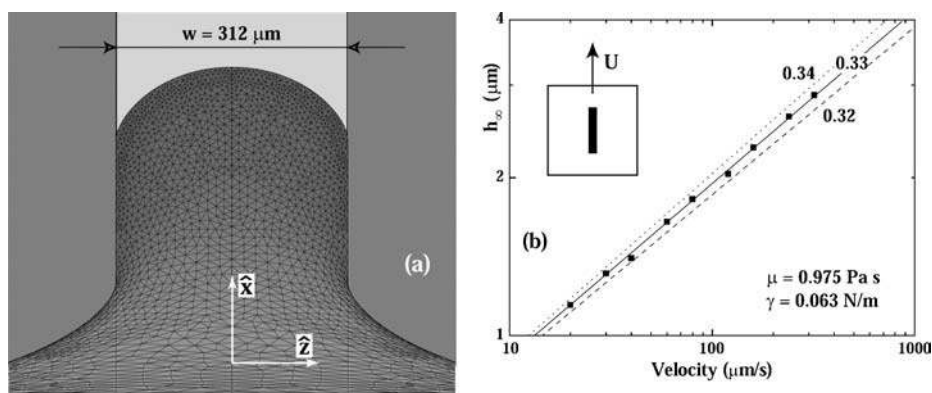 w = 312 μm
(a)
x̂
ẑ
h∞ (μm)
4
2
1
U
0.34
0.33
0.32
(b)
μ = 0.975 Pa s
γ = 0.063 N/m
10
100
1000
Velocity (μm/s)